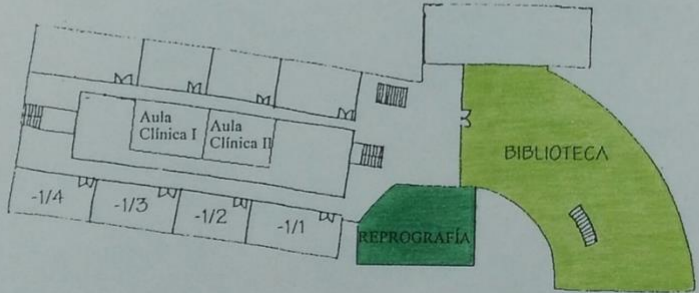 Aula
Clínica I
Aula
Clínica II
BIBLIOTECA
-1/4
-1/3
-1/2
-1/1
REPROGRAFÍA